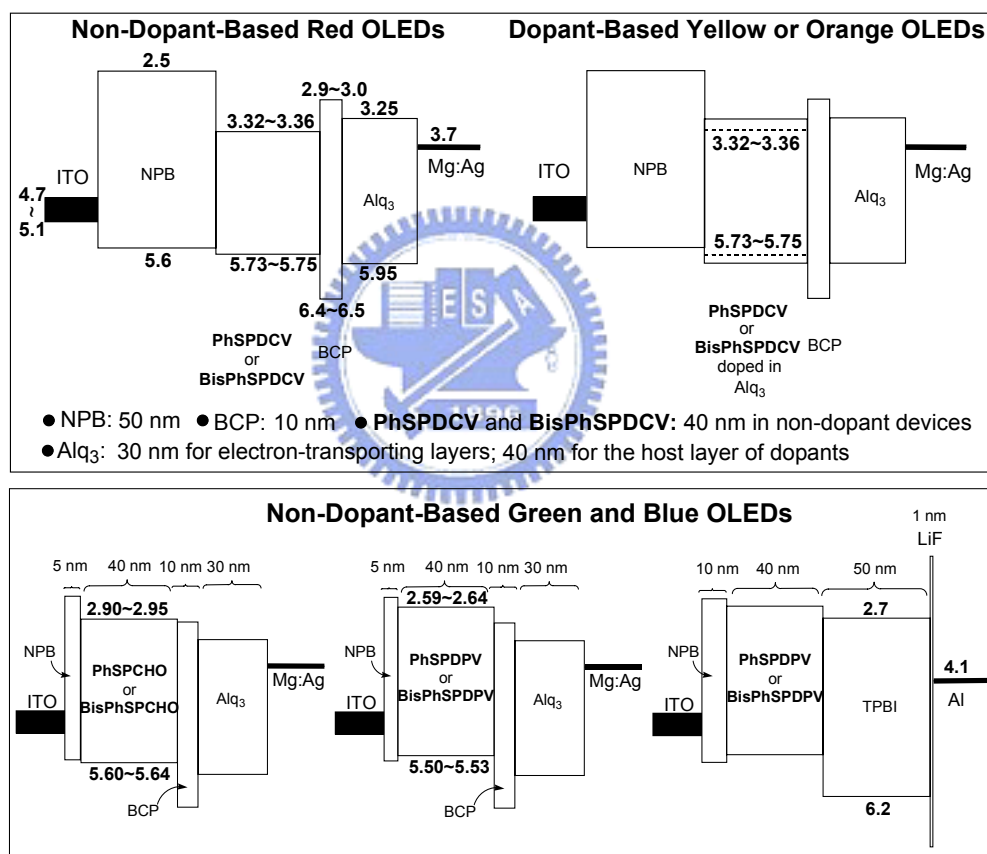 Non-Dopant-Based Red OLEDs
2.5
2.9~3.0
3.32~3.36
3.25
3.7
Mg:Ag
ITO
NPB
Alq3
4.7
~
5.1
5.6
5.73~5.75
5.95
6.4~6.5
PhSPDCV
or
BisPhSPDCV
BCP
Dopant-Based Yellow or Orange OLEDs
3.32~3.36
ITO
NPB
Alq3
Mg:Ag
5.73~5.75
PhSPDCV
or
BisPhSPDCV
doped in
Alq3
BCP
ES
A
1896
● NPB: 50 nm ● BCP: 10 nm ● PhSPDCV and BisPhSPDCV: 40 nm in non-dopant devices
● Alq3: 30 nm for electron-transporting layers; 40 nm for the host layer of dopants
Non-Dopant-Based Green and Blue OLEDs
5 nm 40 nm 10 nm 30 nm
2.90~2.95
NPB
PhSPCHO
or
BisPhSPCHO
ITO
Alq3
Mg:Ag
5.60~5.64
BCP
5 nm 40 nm 10 nm 30 nm
2.59~2.64
NPB
PhSPDPV
or
BisPhSPDPV
ITO
Alq3
Mg:Ag
5.50~5.53
BCP
1 nm
LiF
10 nm 40 nm 50 nm
2.7
NPB
PhSPDPV
or
BisPhSPDPV
ITO
TPBI
4.1
Al
6.2